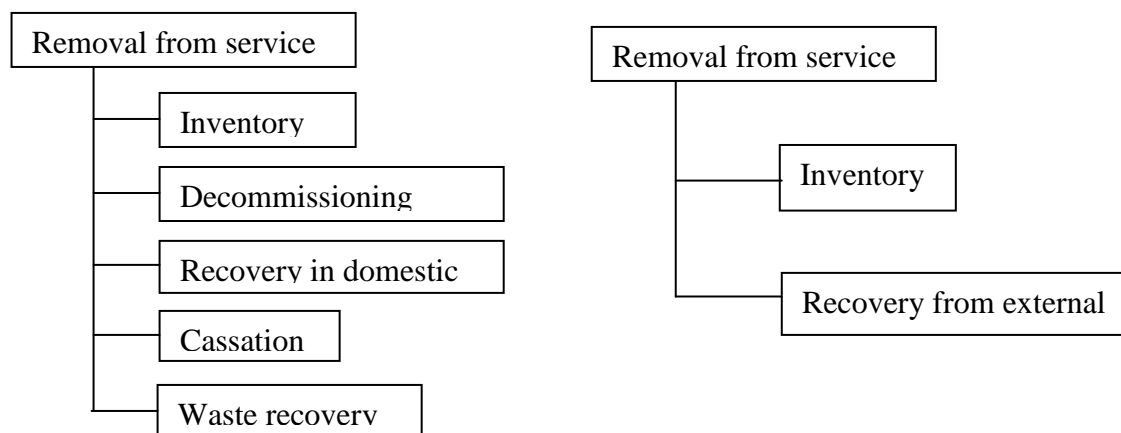 Removal from service
Inventory
Decommissioning
Recovery in domestic
Cassation
Waste recovery
Removal from service
Inventory
Recovery from external